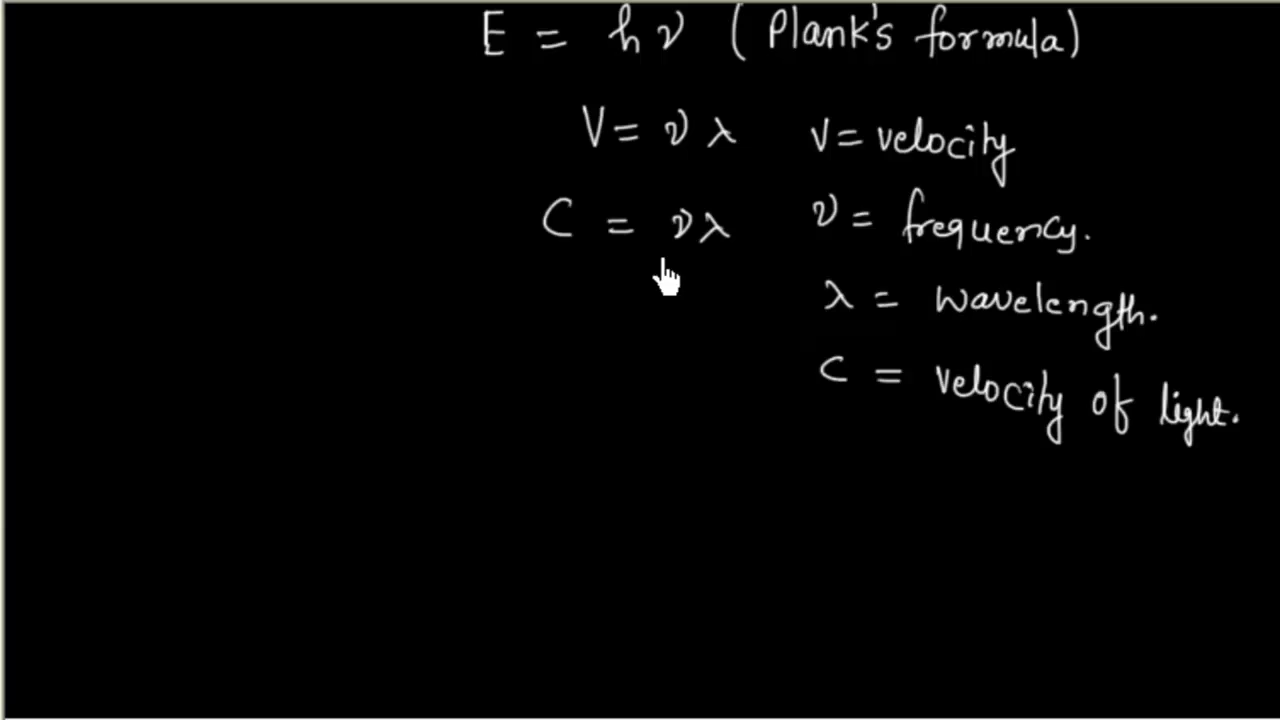 E = hν (Plank's formula)
V = νλ v = velocity
C = νλ ν = frequency.
λ = wavelength.
C = velocity of light.